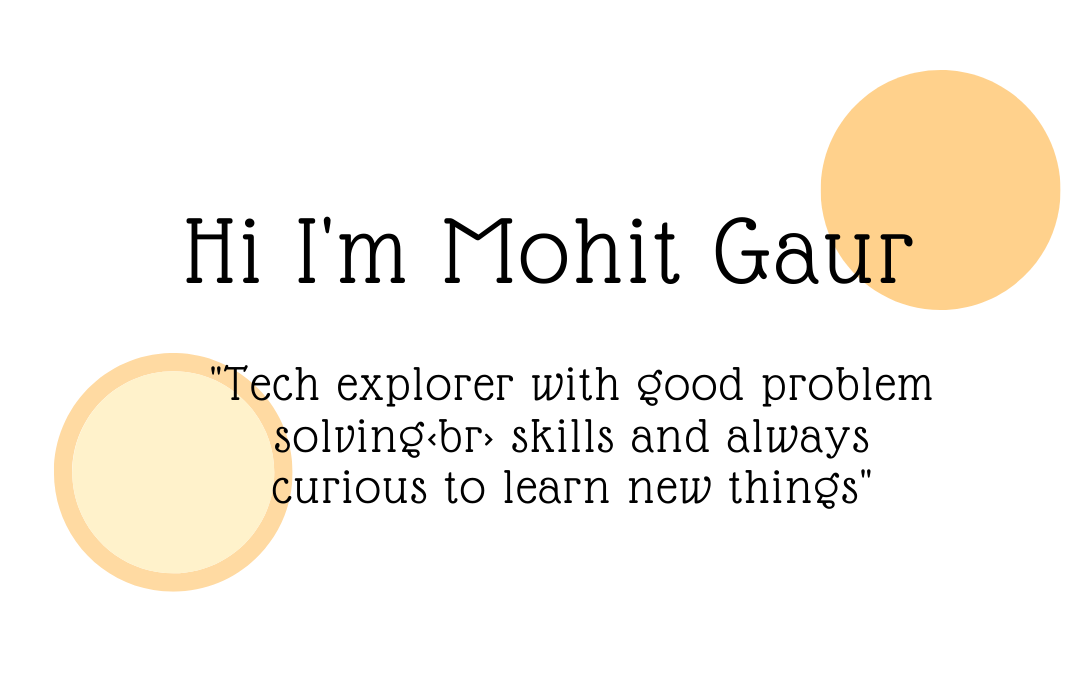 Hi I'm Mohit Gaur
"Tech explorer with good problem
solving<br> skills and always
curious to learn new things"